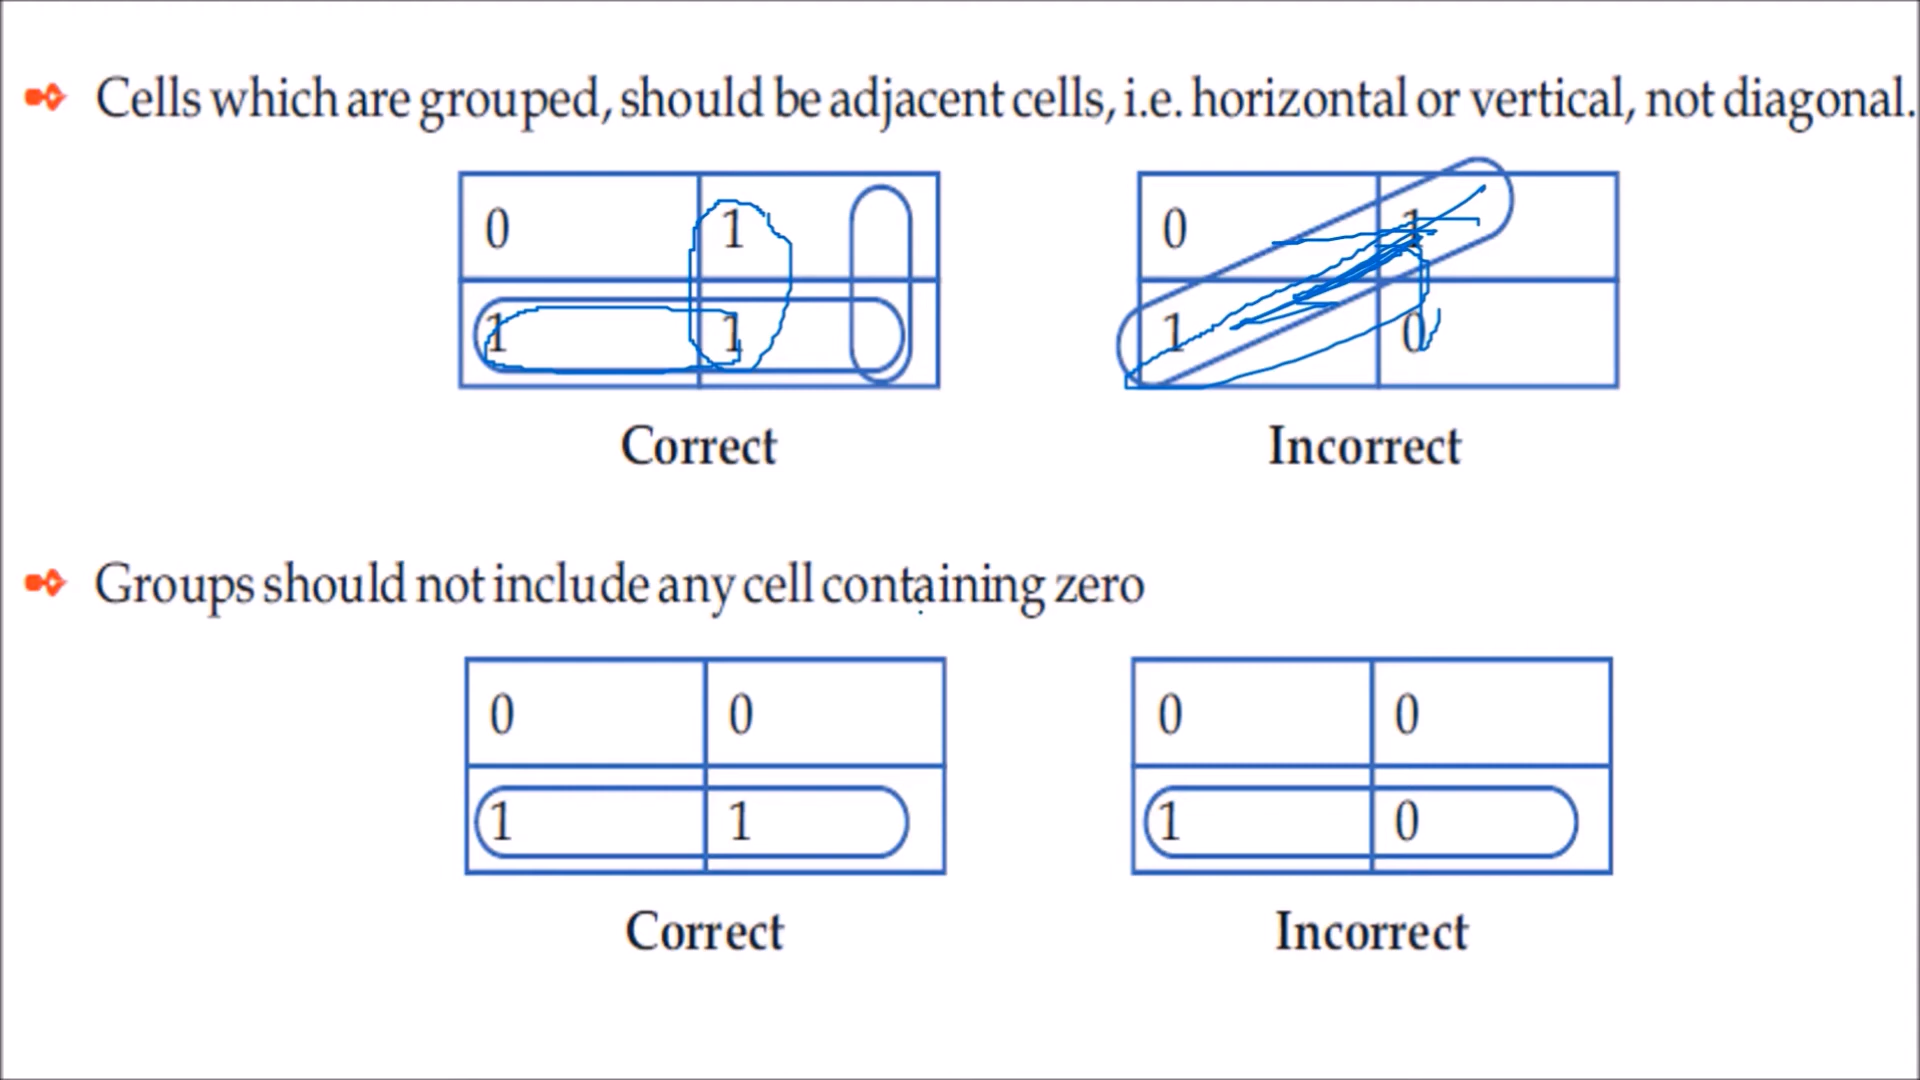 Cells which are grouped, should be adjacent cells, i.e. horizontal or vertical, not diagonal.
0 1 0 1
1 1 1 0
Correct Incorrect
Groups should not include any cell containing zero
0 0 0 0
1 1 1 0
Correct Incorrect